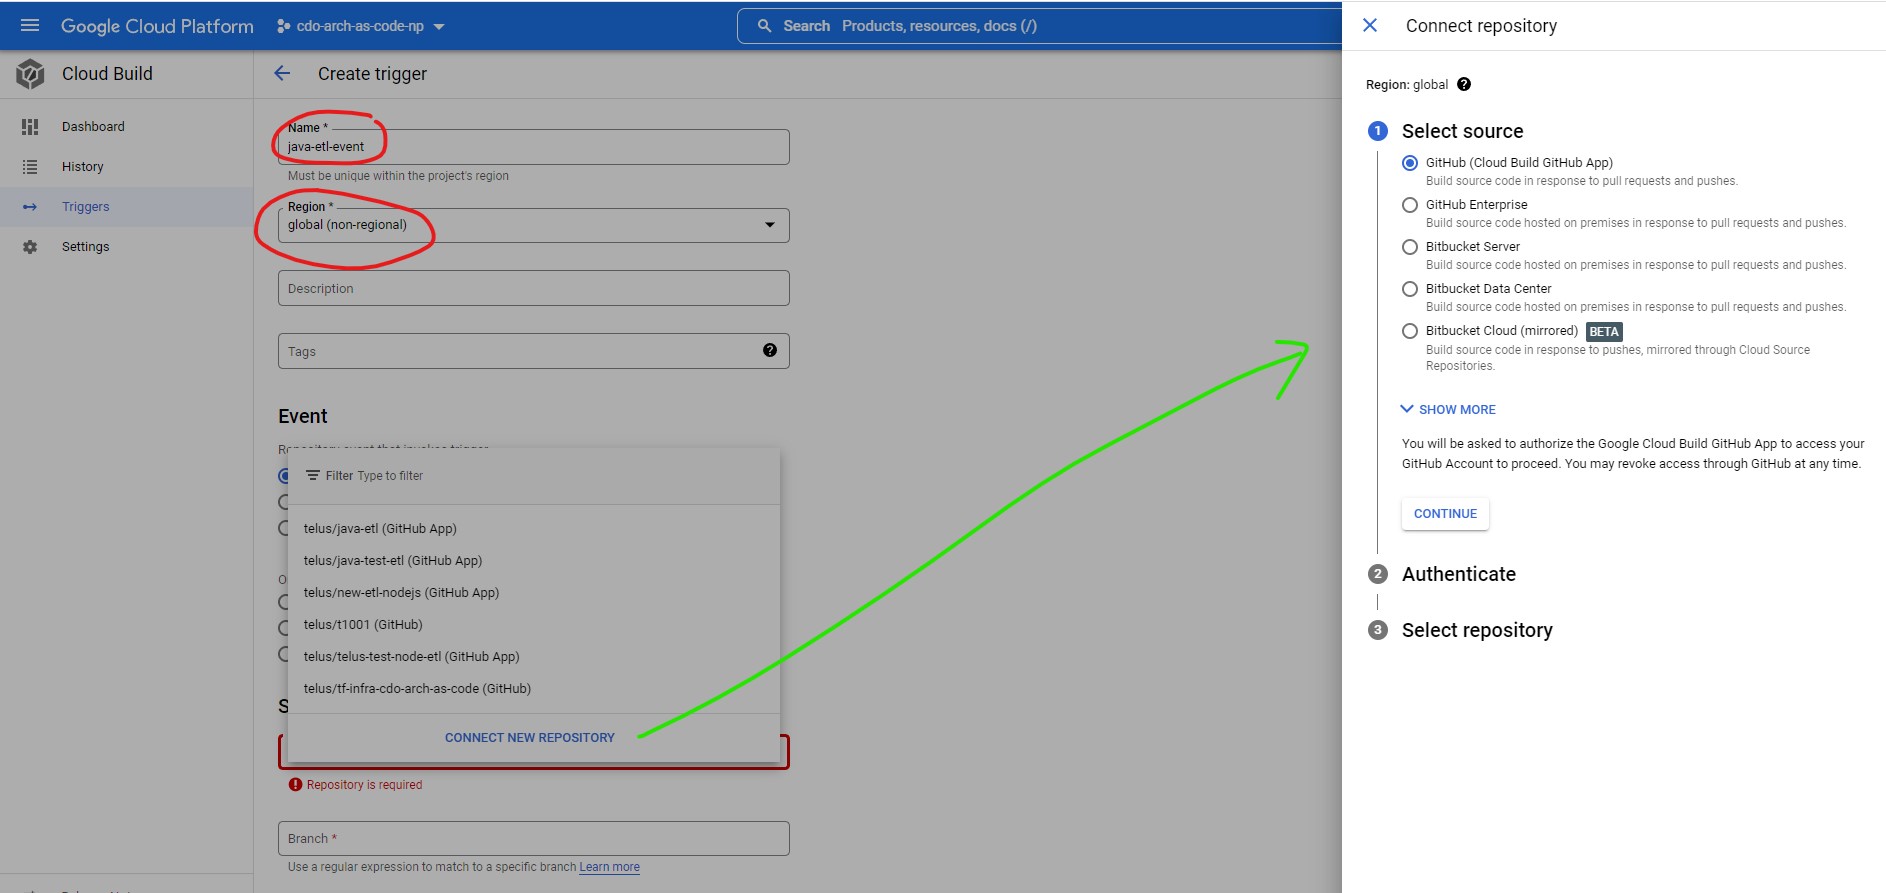 Google Cloud Platform
cdo-arch-as-code-np
Search Products, resources, docs (/)
Cloud Build
Dashboard
History
Triggers
Settings
Create trigger
Name *
java-etl-event
Must be unique within the project's region
Region *
global (non-regional)
Description
Tags
Event
Repository event that invokes trigger
Filter Type to filter
telus/java-etl (GitHub App)
telus/java-test-etl (GitHub App)
telus/new-etl-nodejs (GitHub App)
telus/t1001 (GitHub)
telus/telus-test-node-etl (GitHub App)
telus/tf-infra-cdo-arch-as-code (GitHub)
CONNECT NEW REPOSITORY
Repository is required
Branch *
Use a regular expression to match to a specific branch Learn more
Connect repository
Region: global
1 Select source
GitHub (Cloud Build GitHub App)
Build source code in response to pull requests and pushes.
GitHub Enterprise
Build source code hosted on premises in response to pull requests and pushes.
Bitbucket Server
Build source code hosted on premises in response to pull requests and pushes.
Bitbucket Data Center
Build source code hosted on premises in response to pull requests and pushes.
Bitbucket Cloud (mirrored) BETA
Build source code in response to pushes, mirrored through Cloud Source
Repositories.
SHOW MORE
You will be asked to authorize the Google Cloud Build GitHub App to access your
GitHub Account to proceed. You may revoke access through GitHub at any time.
CONTINUE
2 Authenticate
3 Select repository